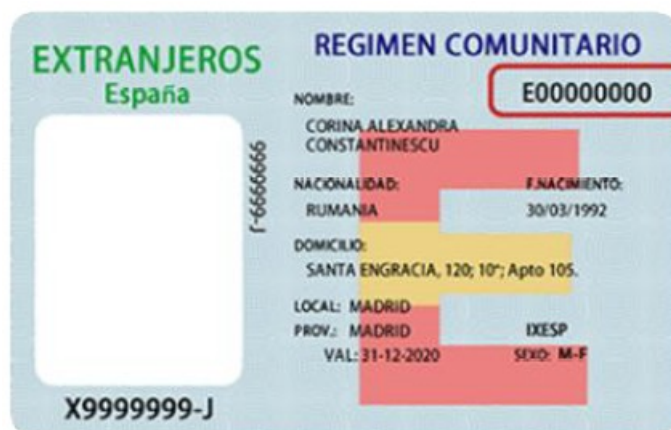 EXTRANJEROS
España
9999999-J
X9999999-J
REGIMEN COMUNITARIO
E00000000
NOMBRE:
CORINA ALEXANDRA
CONSTANTINESCU
NACIONALIDAD: F.NACIMIENTO:
RUMANIA 30/03/1992
DOMICILIO:
SANTA ENGRACIA, 120; 10º; Apto 105.
LOCAL: MADRID
PROV.: MADRID IXESP
VAL: 31-12-2020 SEXO: M-F